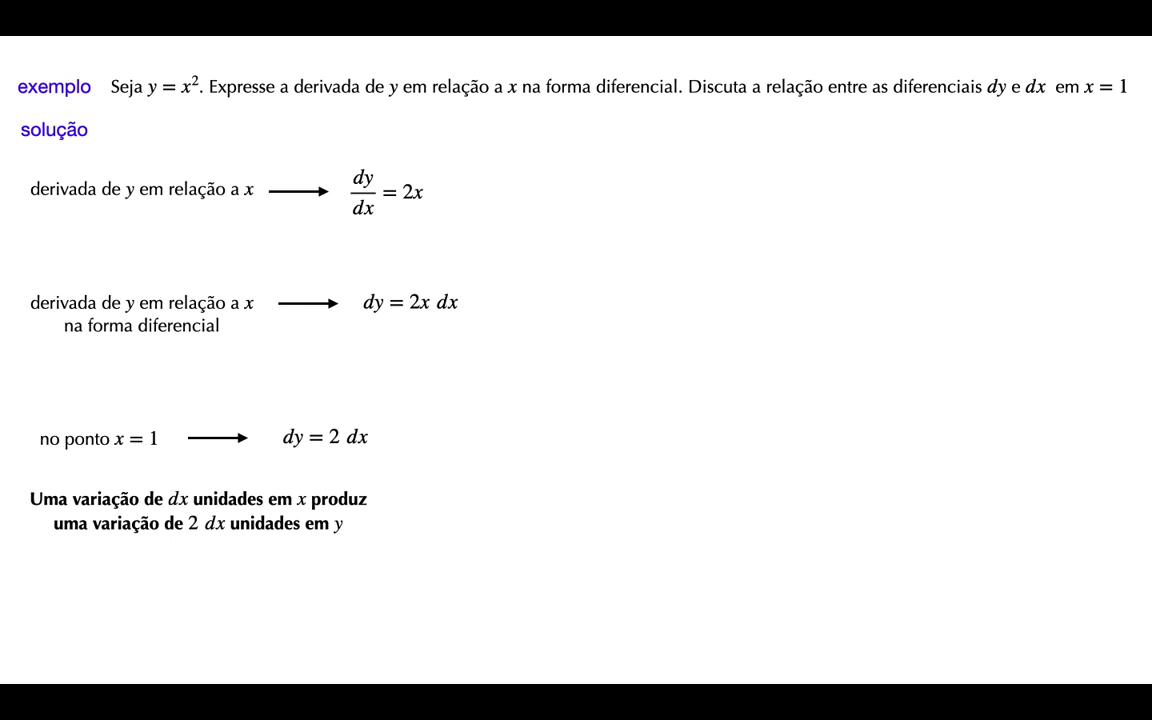 exemplo Seja y = x². Expresse a derivada de y em relação a x na forma diferencial. Discuta a relação entre as diferenciais dy e dx em x = 1
solução
derivada de y em relação a x ⟶ dy/dx = 2x
derivada de y em relação a x ⟶ dy = 2x dx
na forma diferencial
no ponto x = 1 ⟶ dy = 2 dx
Uma variação de dx unidades em x produz
uma variação de 2 dx unidades em y